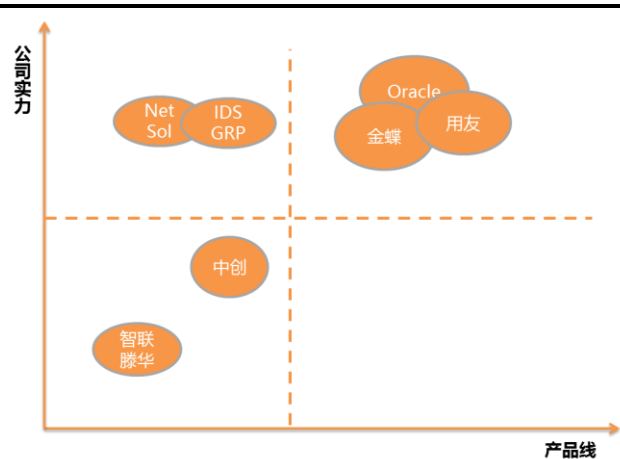 公司实力
Net
Sol
IDS
GRP
Oracle
金蝶
用友
中创
智联
滕华
产品线